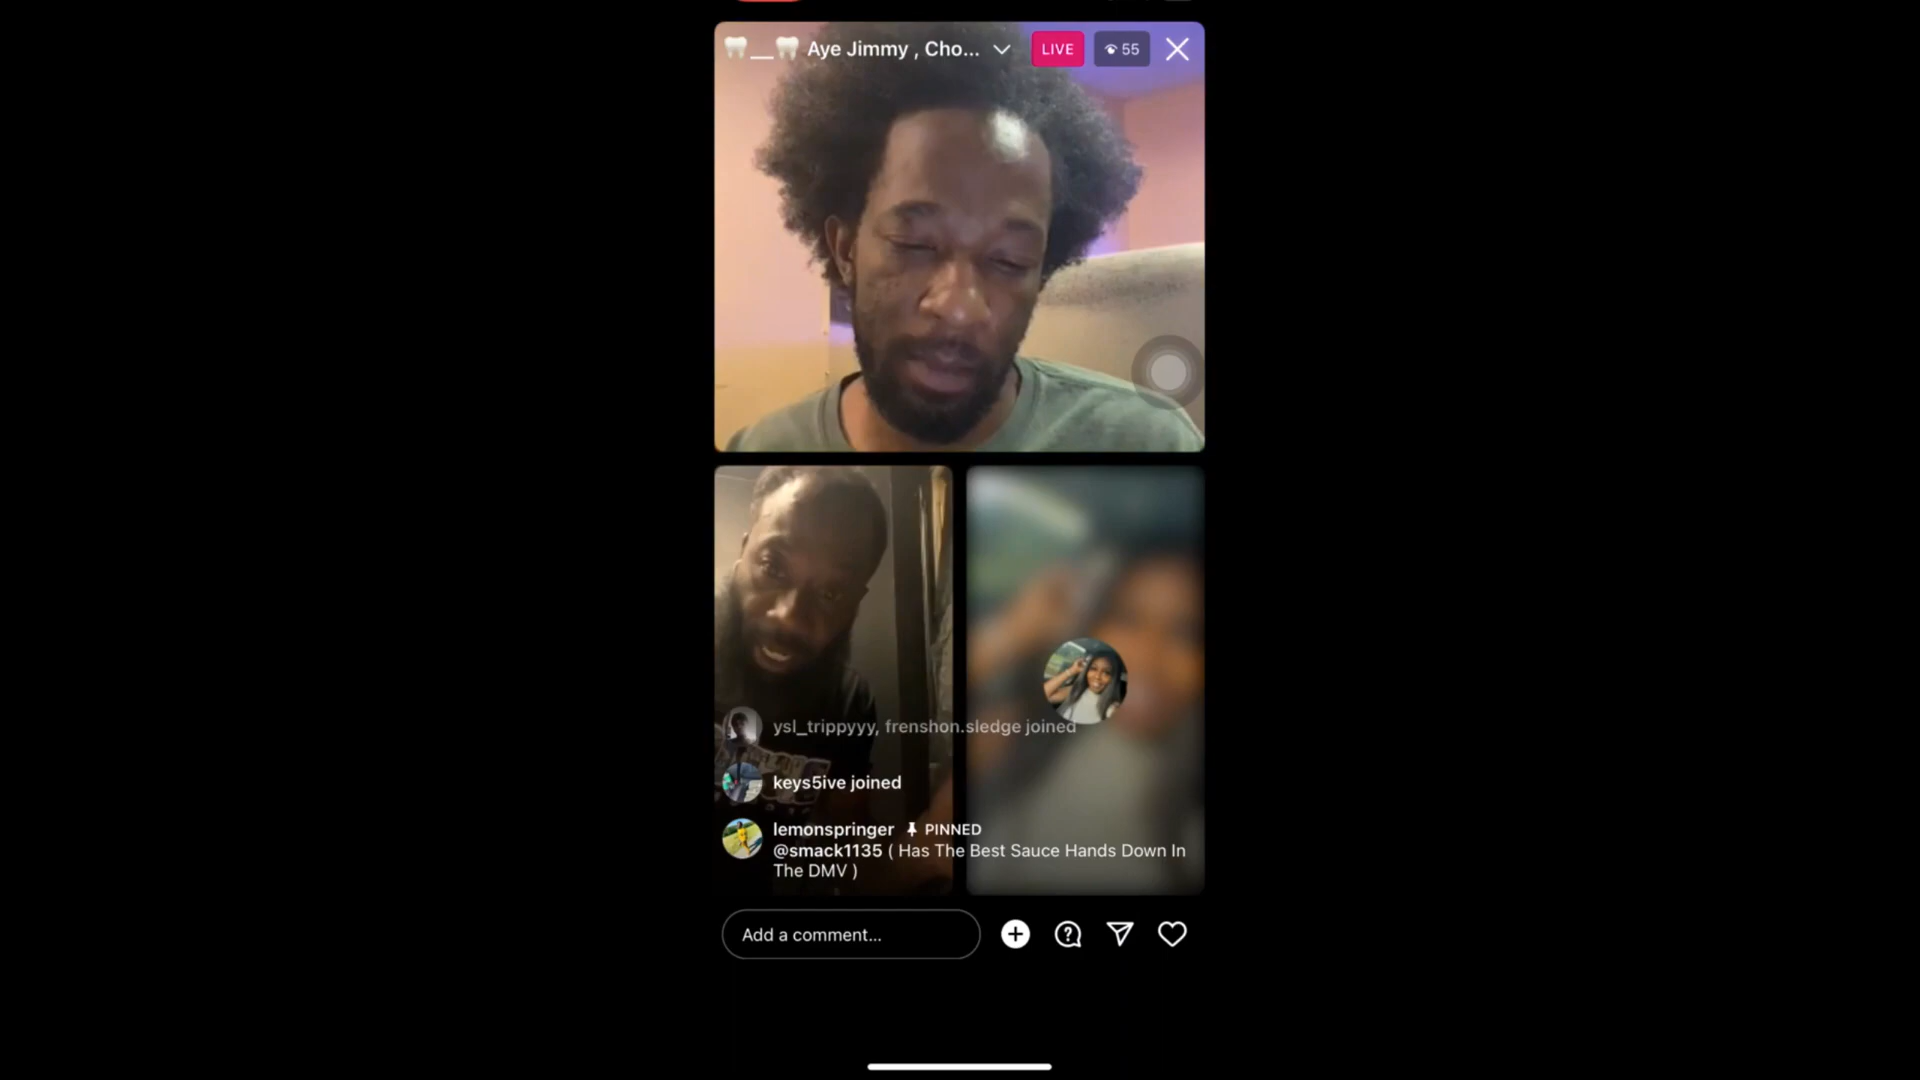 🦷__🦷 Aye Jimmy , Cho...
LIVE
55
ysl_trippyyy, frenshon.sledge joined
keys5ive joined
lemonspringer PINNED
@smack1135 ( Has The Best Sauce Hands Down In
The DMV )
Add a comment...